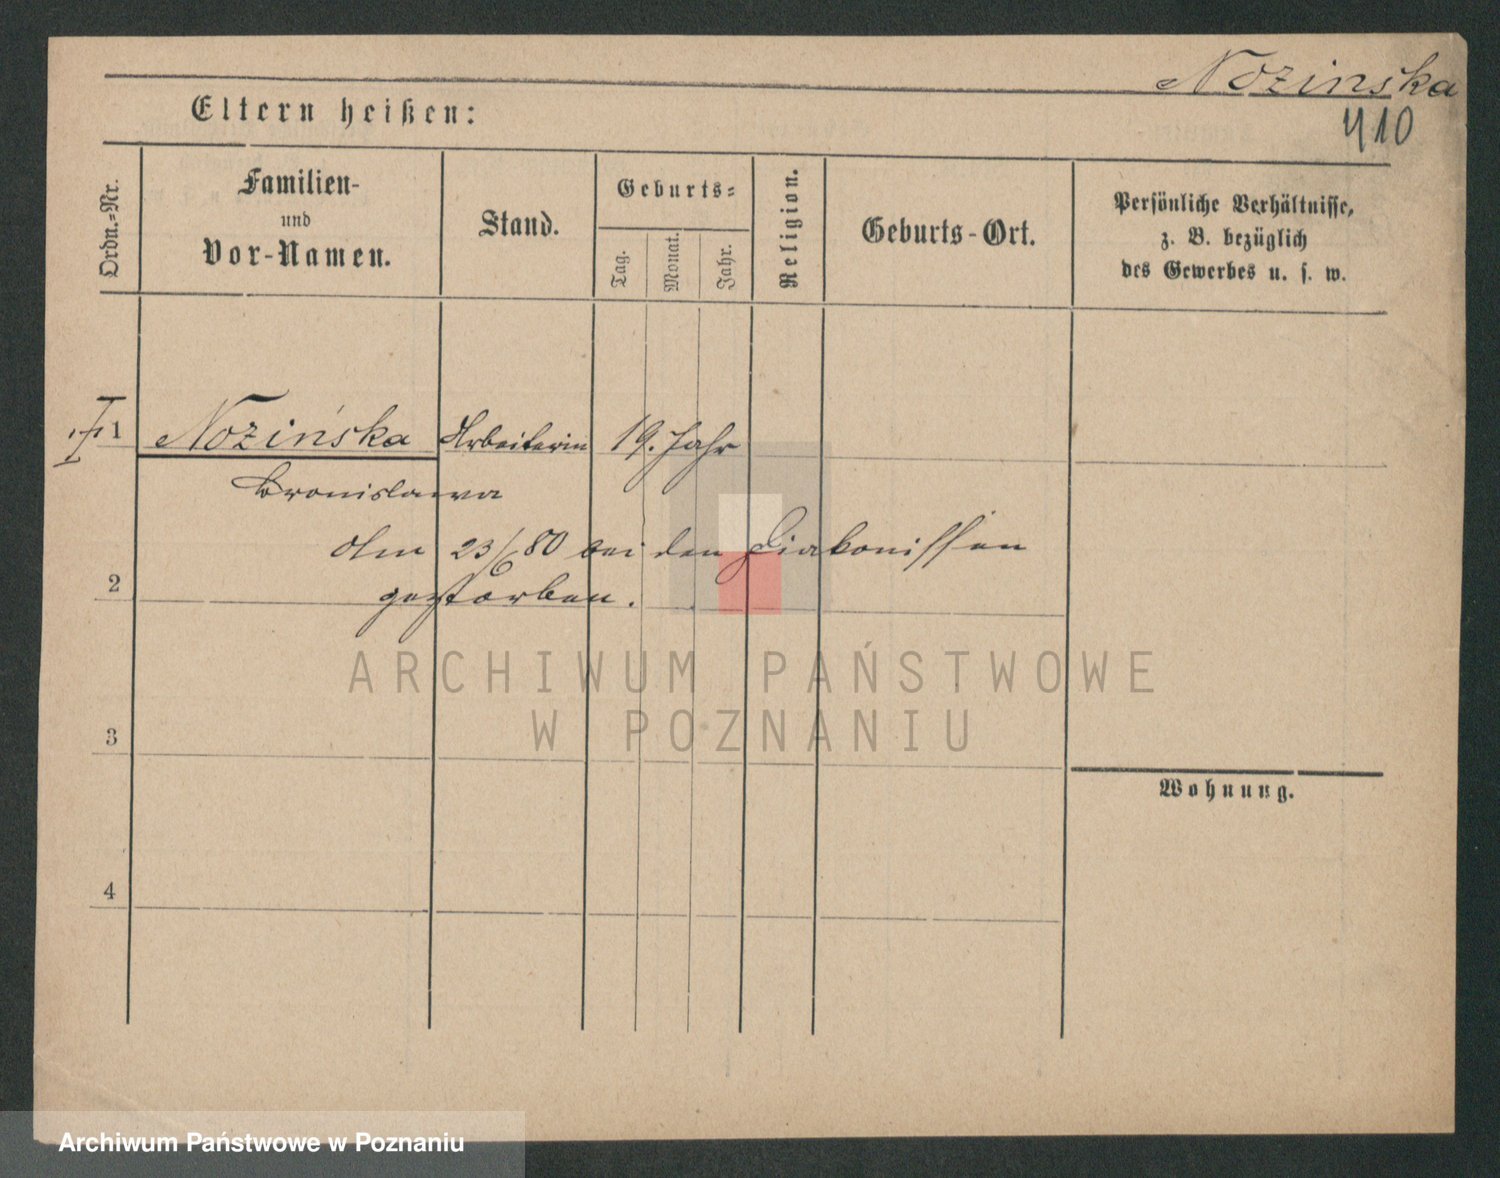 Nozinska
410
Eltern heißen:
Ordn.=Nr.
Familien-
und
Vor-Namen.
Stand.
Geburts=
Tag.
Monat.
Jahr.
Religion.
Geburts-Ort.
Persönliche Verhältnisse,
z. B. bezüglich
des Gewerbes u. s. w.
1 Nozińska Arbeiterin 19. Jahr
Bronislawa
Am 23/6 80 bei den Diakonissen
2
gestorben.
ARCHIWUM PAŃSTWOWE
W POZNANIU
3
Wohnung.
4
Archiwum Państwowe w Poznaniu